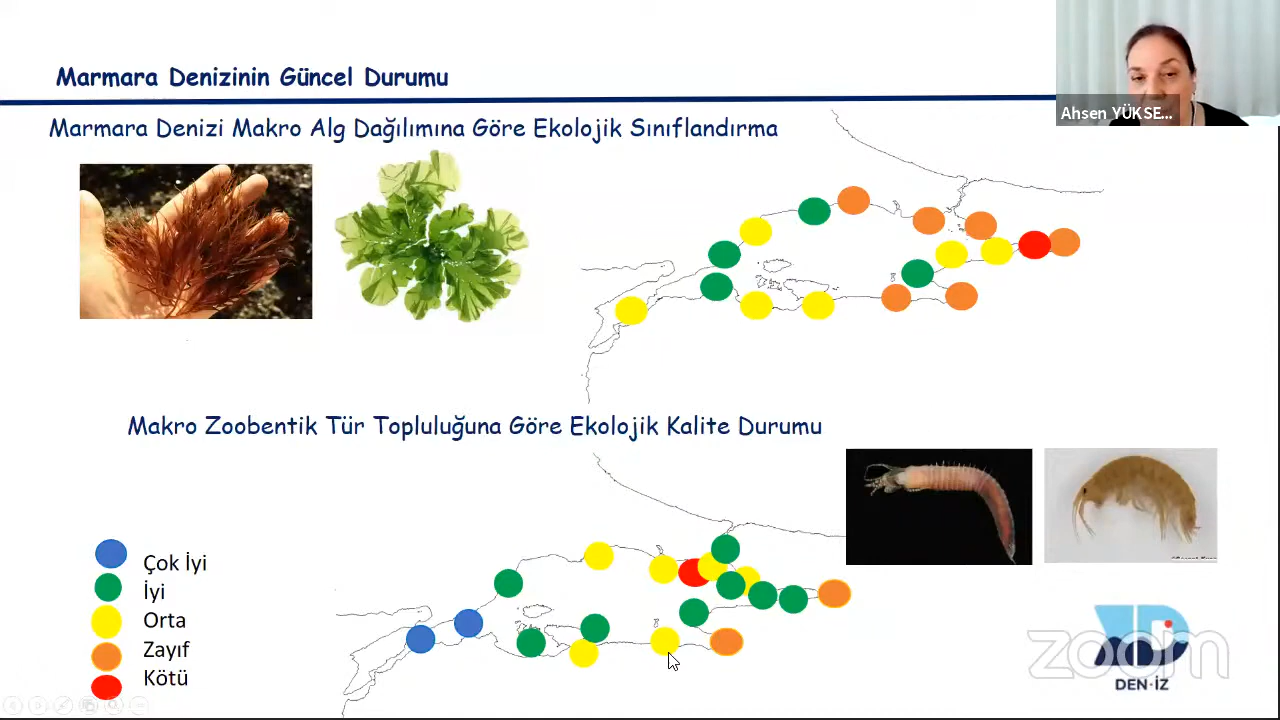 Marmara Denizinin Güncel Durumu
Ahsen YÜKSE...
Marmara Denizi Makro Alg Dağılımına Göre Ekolojik Sınıflandırma
Makro Zoobentik Tür Topluluğuna Göre Ekolojik Kalite Durumu
Çok İyi
İyi
Orta
Zayıf
Kötü
zoom
DEN·İZ